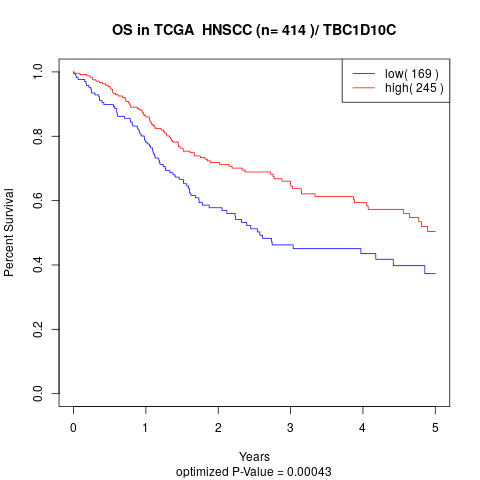 OS in TCGA  HNSCC (n= 414 )/ TBC1D10C
low( 169 )
high( 245 )
Percent Survival
1.0
0.8
0.6
0.4
0.2
0.0
0 1 2 3 4 5
Years
optimized P-Value = 0.00043